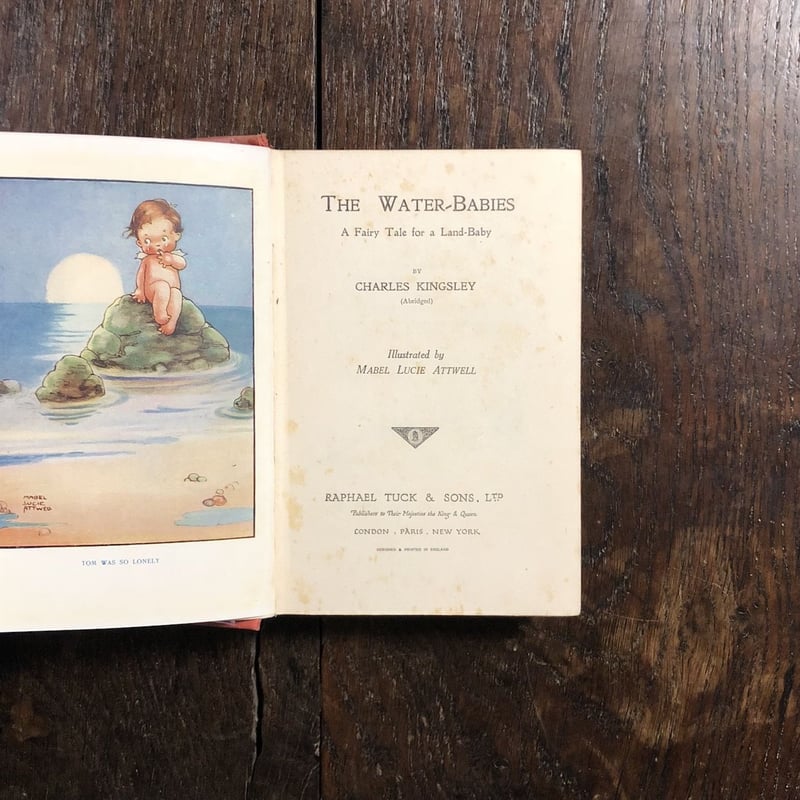 MABEL
LUCIE
ATTWELL
TOM WAS SO LONELY
THE WATER-BABIES
A Fairy Tale for a Land-Baby
BY
CHARLES KINGSLEY
(Abridged)
Illustrated by
MABEL LUCIE ATTWELL
RAPHAEL TUCK & SONS, LTD
Publishers to Their Majesties the King & Queen
LONDON . PARIS . NEW YORK.
DESIGNED & PRINTED IN ENGLAND